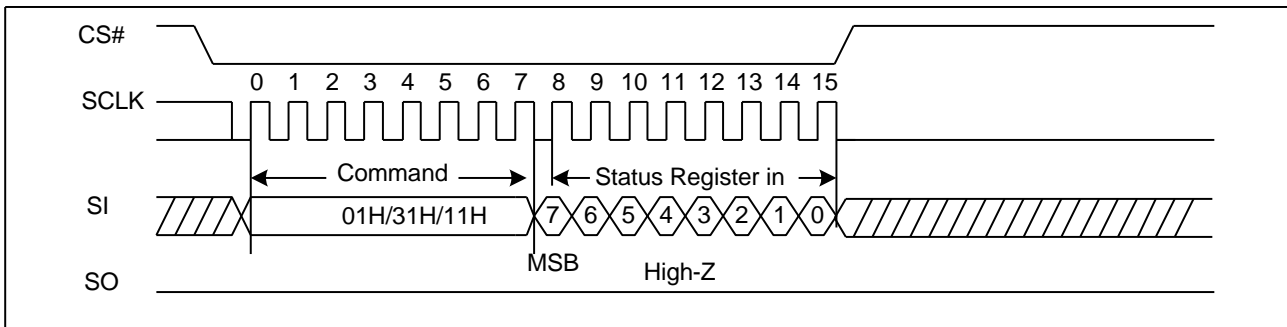 CS#
0 1 2 3 4 5 6 7 8 9 10 11 12 13 14 15
SCLK
Command
Status Register in
SI
01H/31H/11H
7 6 5 4 3 2 1 0
MSB
High-Z
SO